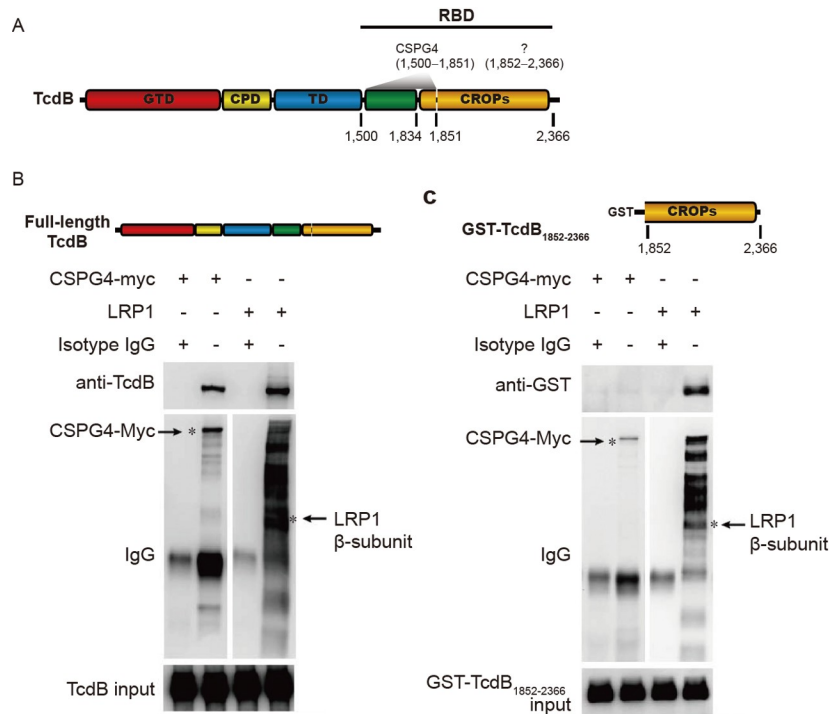 A
RBD
CSPG4 ?
(1,500–1,851) (1,852–2,366)
TcdB GTD CPD TD CROPs
1,500 1,834 1,851 2,366
B
Full-length
TcdB
CSPG4-myc + + - -
LRP1 - - + +
Isotype IgG + - + -
anti-TcdB
CSPG4-Myc *
* LRP1
β-subunit
IgG
TcdB input
C
GST CROPs
GST-TcdB1852-2366
1,852 2,366
CSPG4-myc + + - -
LRP1 - - + +
Isotype IgG + - + -
anti-GST
CSPG4-Myc *
* LRP1
β-subunit
IgG
GST-TcdB1852-2366
input